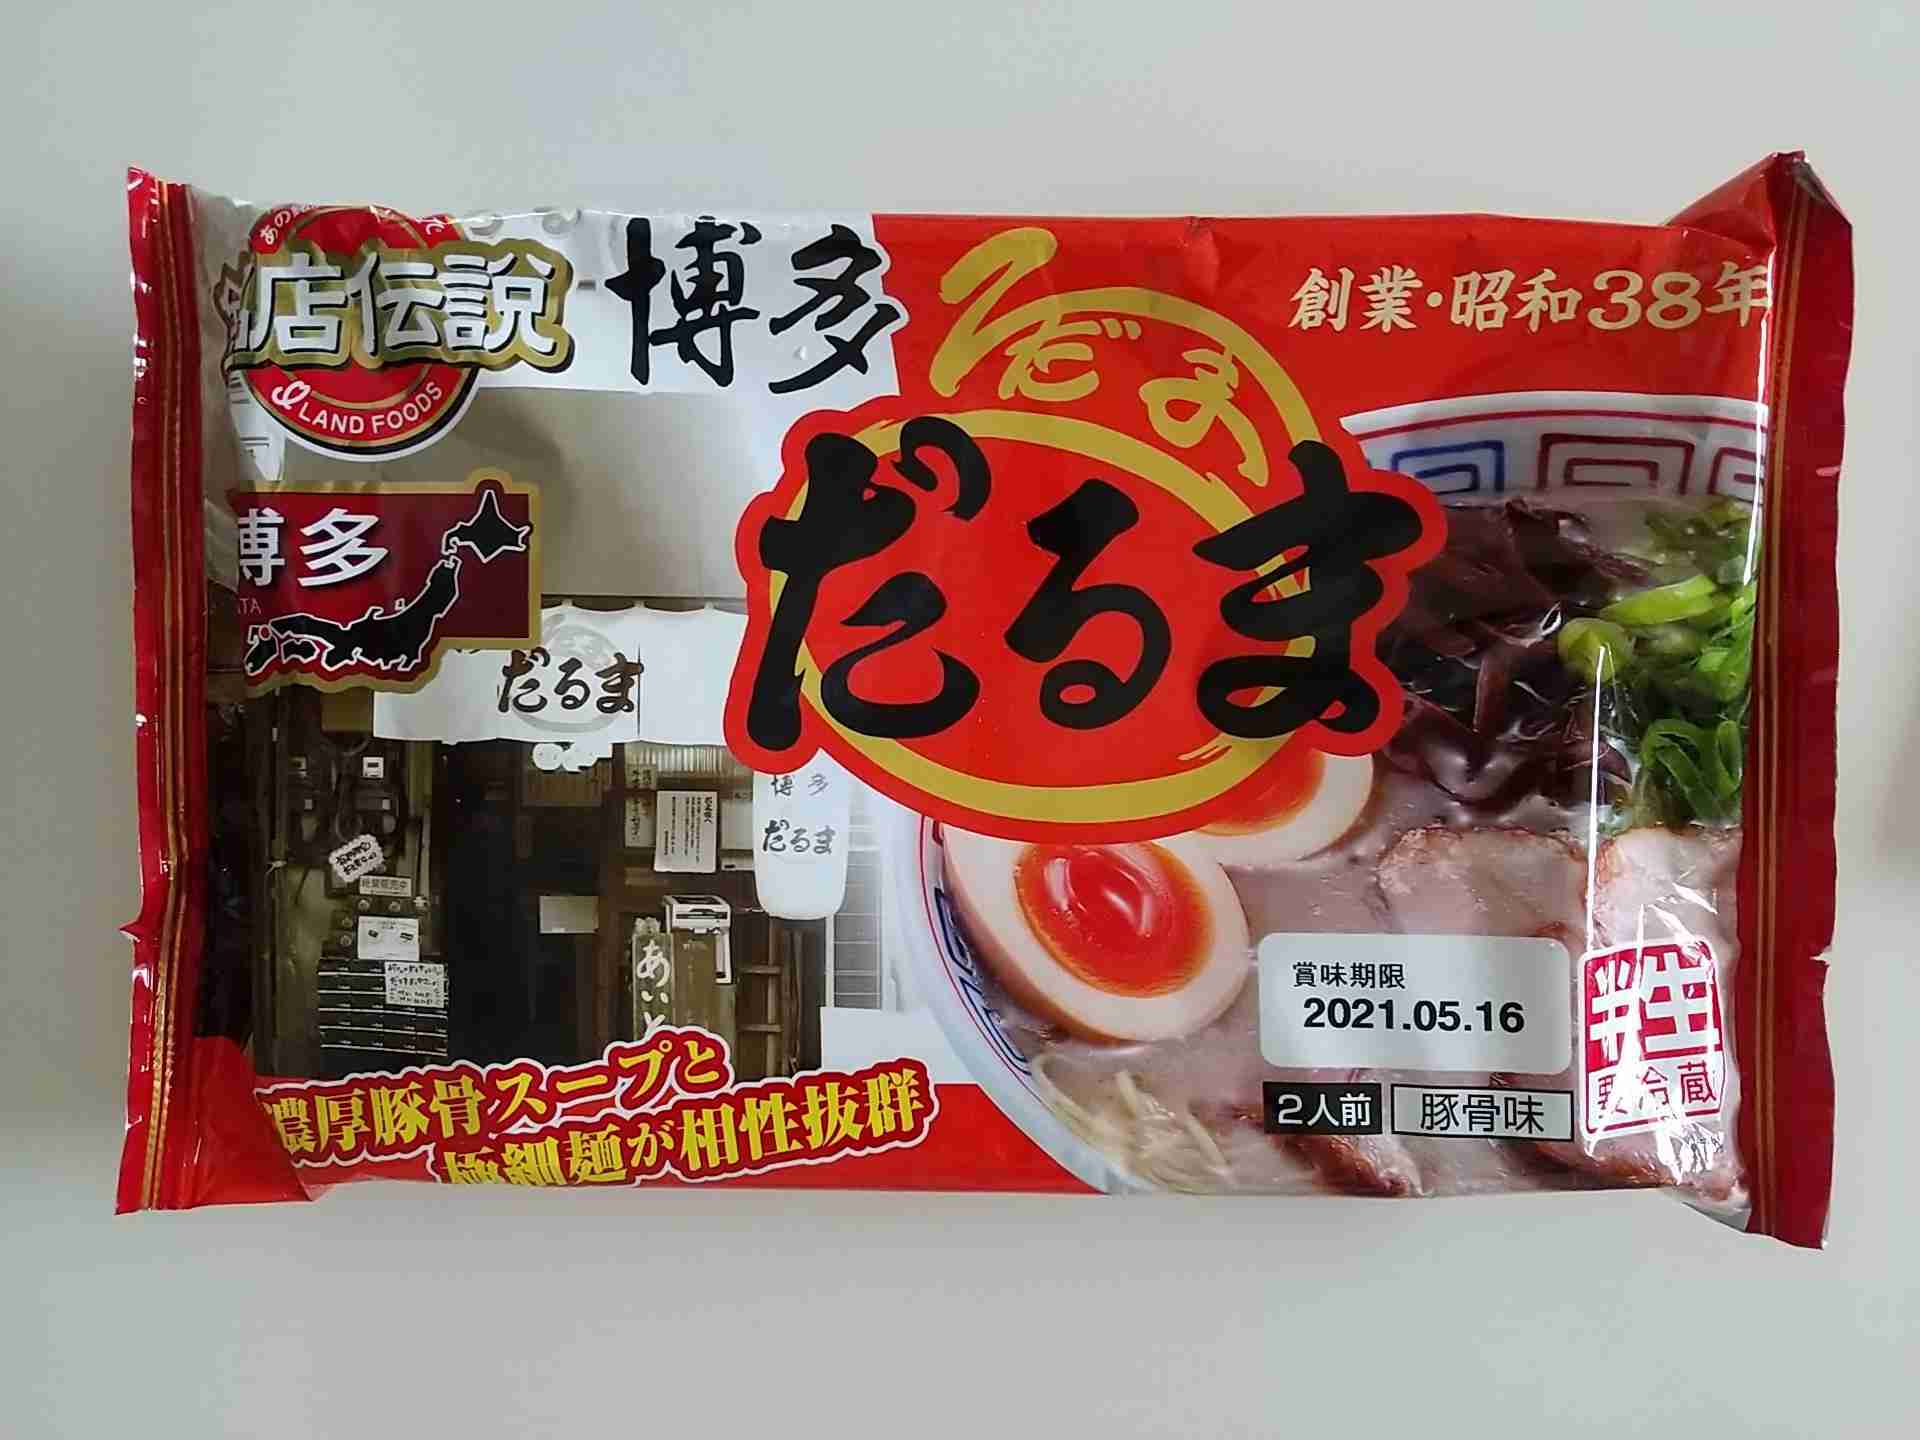 店伝説
LAND FOODS
博多
創業・昭和38年
だるま
博多
だるま
博多
だるま
濃厚豚骨スープと
極細麺が相性抜群
賞味期限
2021.05.16
2人前
豚骨味
半生
要冷蔵